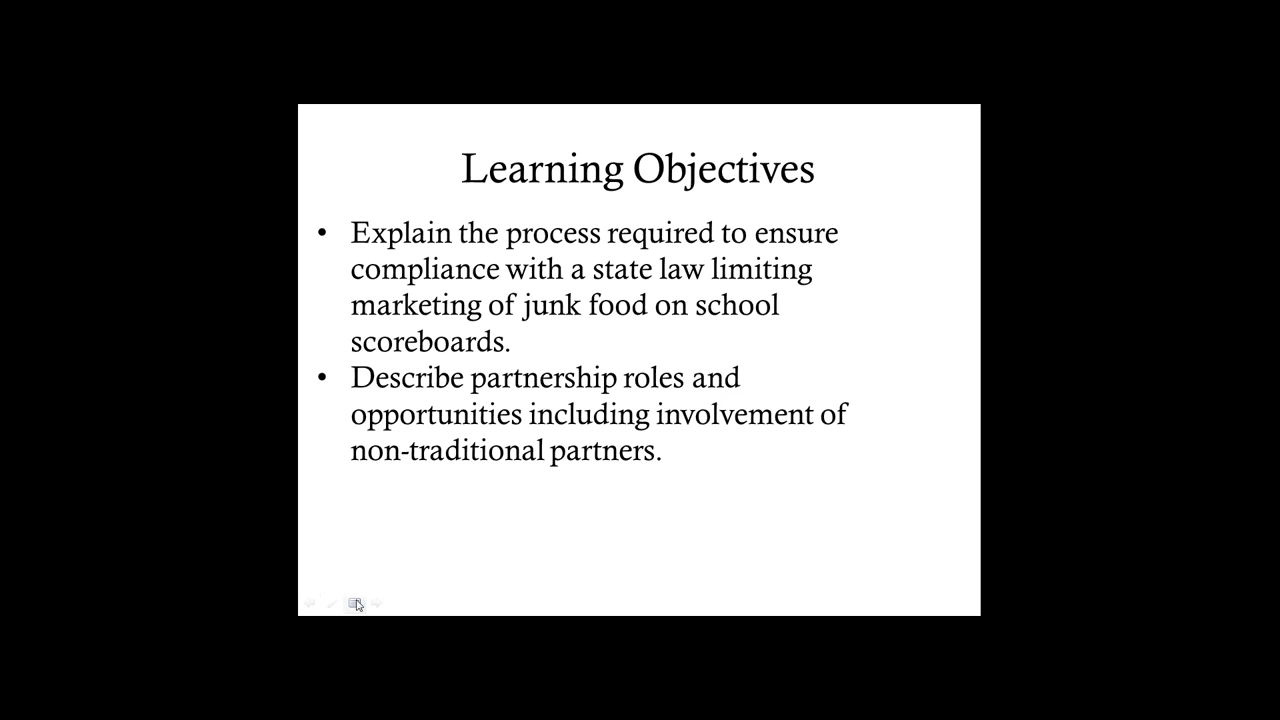 Learning Objectives
• Explain the process required to ensure
compliance with a state law limiting
marketing of junk food on school
scoreboards.
• Describe partnership roles and
opportunities including involvement of
non-traditional partners.